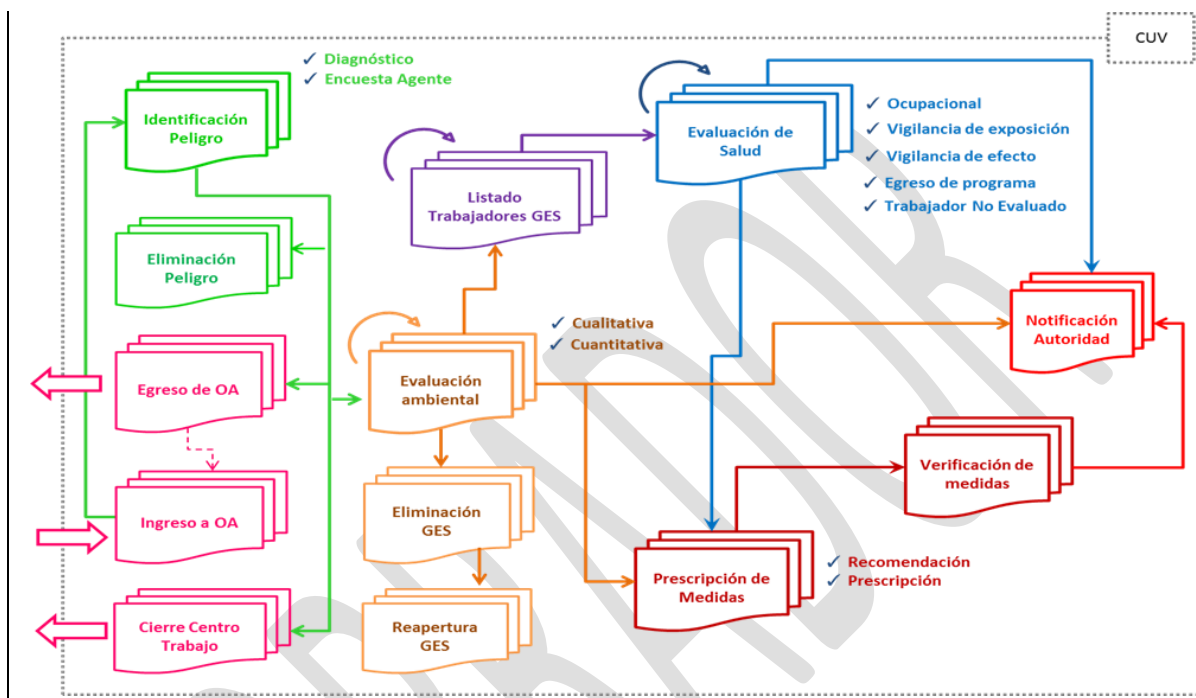 CUV
✓ Diagnóstico
✓ Encuesta Agente
Identificación
Peligro
Eliminación
Peligro
Egreso de OA
Ingreso a OA
Cierre Centro
Trabajo
Listado
Trabajadores GES
✓ Cualitativa
✓ Cuantitativa
Evaluación
ambiental
Eliminación
GES
Reapertura
GES
Evaluación de
Salud
✓ Ocupacional
✓ Vigilancia de exposición
✓ Vigilancia de efecto
✓ Egreso de programa
✓ Trabajador No Evaluado
Notificación
Autoridad
Verificación de
medidas
Prescripción de
Medidas
✓ Recomendación
✓ Prescripción